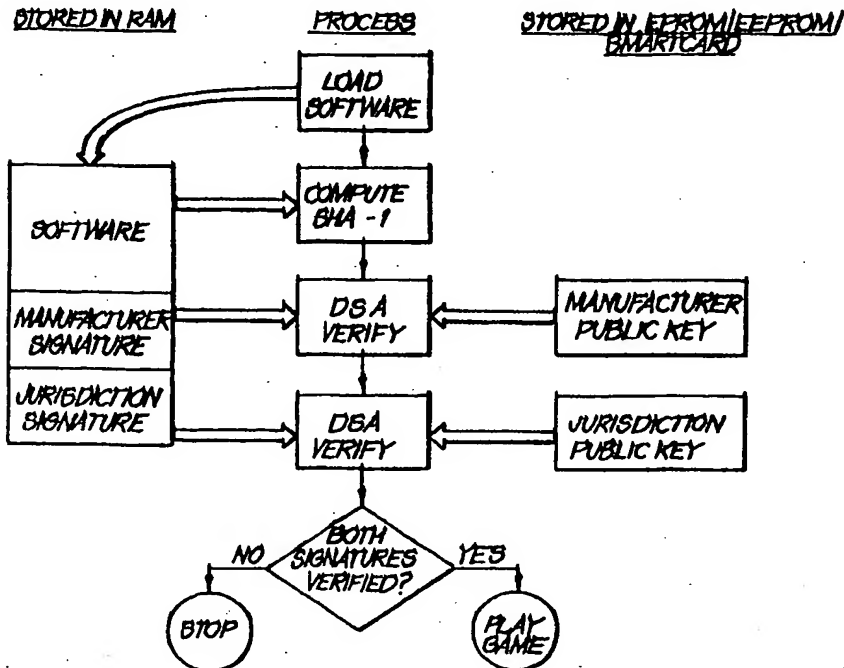 STORED IN RAM
PROCESS
STORED IN EPROM/EEPROM/
SMARTCARD
LOAD
SOFTWARE
SOFTWARE
COMPUTE
SHA-1
MANUFACTURER
SIGNATURE
DSA
VERIFY
MANUFACTURER
PUBLIC KEY
JURISDICTION
SIGNATURE
DSA
VERIFY
JURISDICTION
PUBLIC KEY
BOTH
SIGNATURES
VERIFIED?
NO
YES
STOP
PLAY
GAME